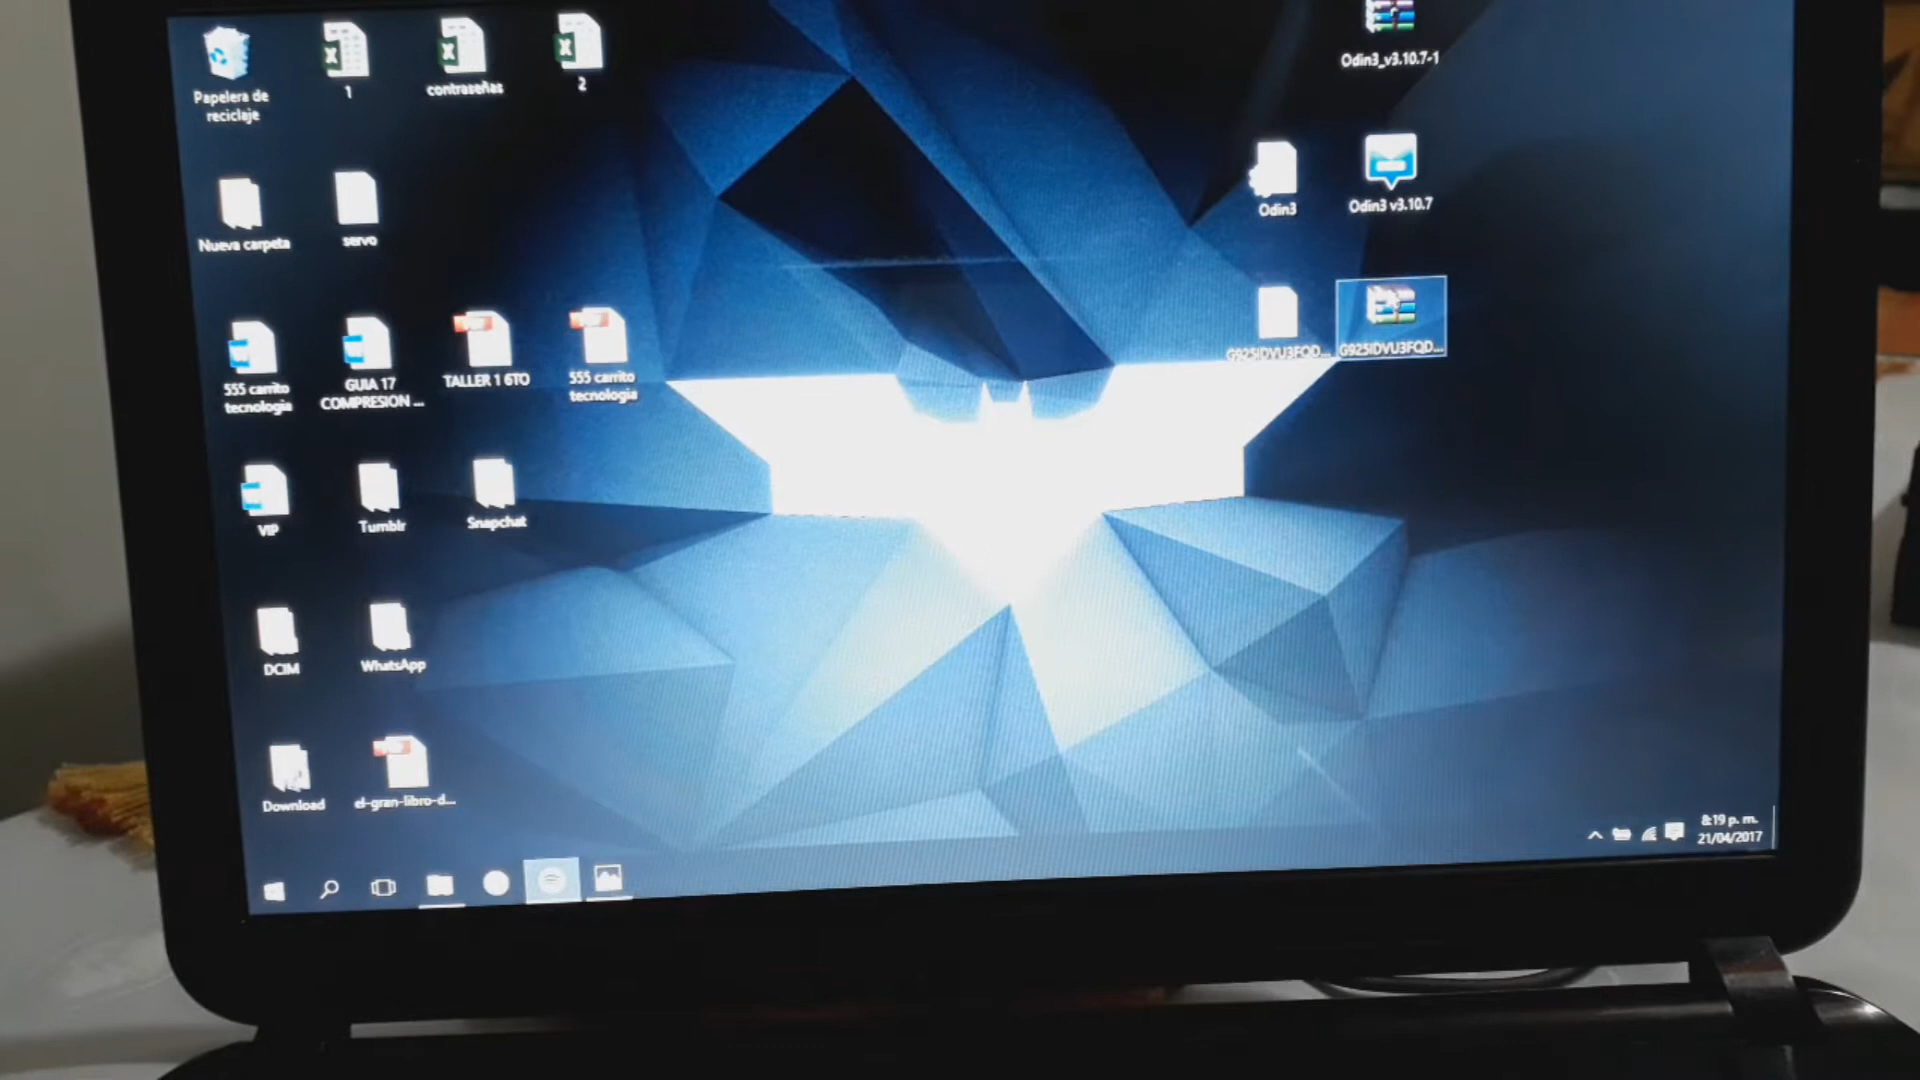 Papelera de
reciclaje
1
contraseñas
2
Odin3_v3.10.7-1
Nueva carpeta
servo
Odin3
Odin3 v3.10.7
555 carrito
tecnologia
GUIA 17
COMPRESION ...
TALLER 1 6TO
555 carrito
tecnologia
G925IDVU3FQD...
G925IDVU3FQD...
VIP
Tumblr
Snapchat
DCIM
WhatsApp
Download
el-gran-libro-d...
8:19 p. m.
21/04/2017